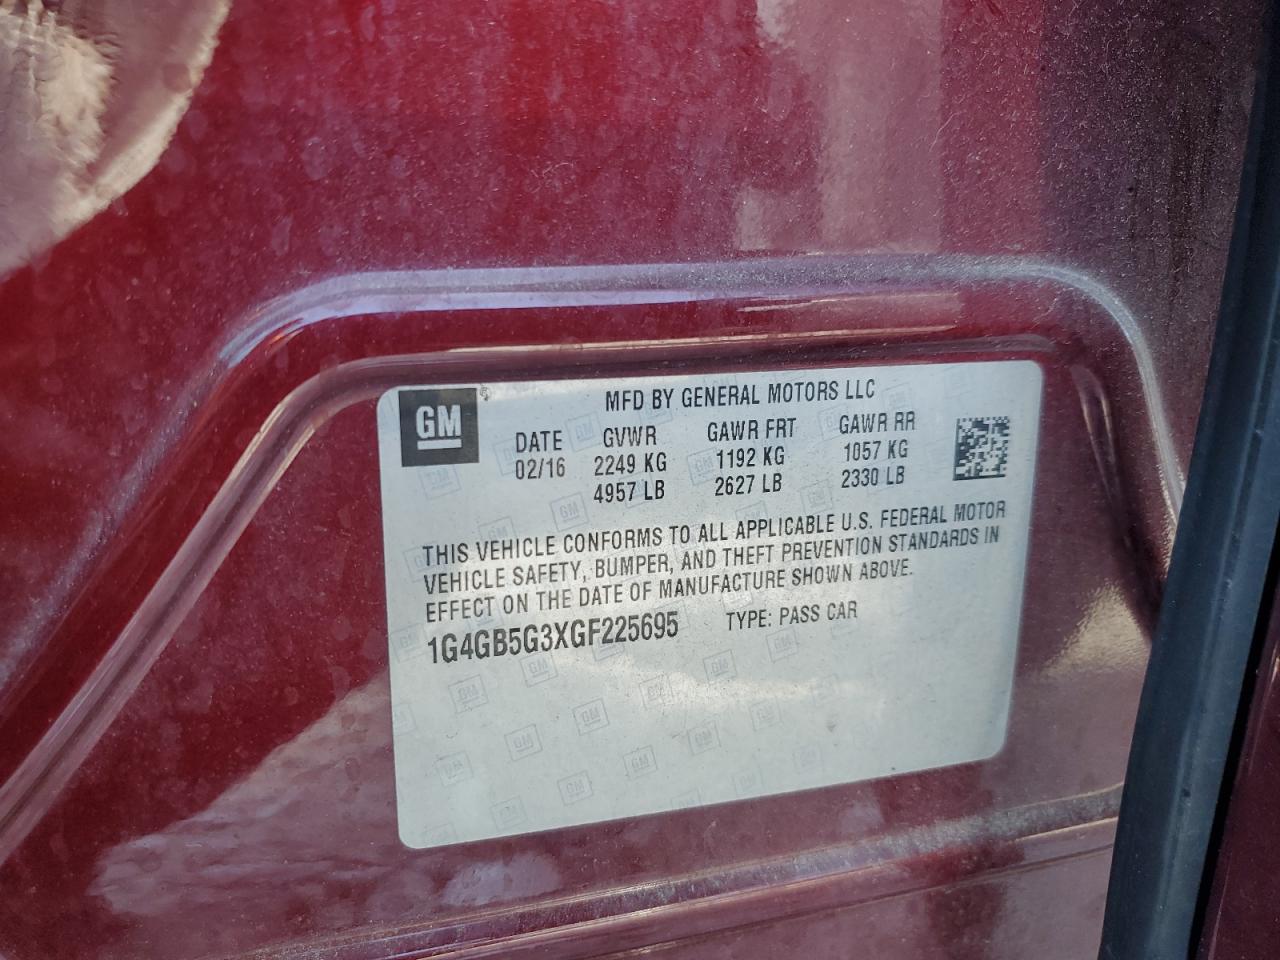 GM
MFD BY GENERAL MOTORS LLC
DATE GVWR GAWR FRT GAWR RR
02/16 2249 KG 1192 KG 1057 KG
4957 LB 2627 LB 2330 LB
THIS VEHICLE CONFORMS TO ALL APPLICABLE U.S. FEDERAL MOTOR
VEHICLE SAFETY, BUMPER, AND THEFT PREVENTION STANDARDS IN
EFFECT ON THE DATE OF MANUFACTURE SHOWN ABOVE.
1G4GB5G3XGF225695 TYPE: PASS CAR